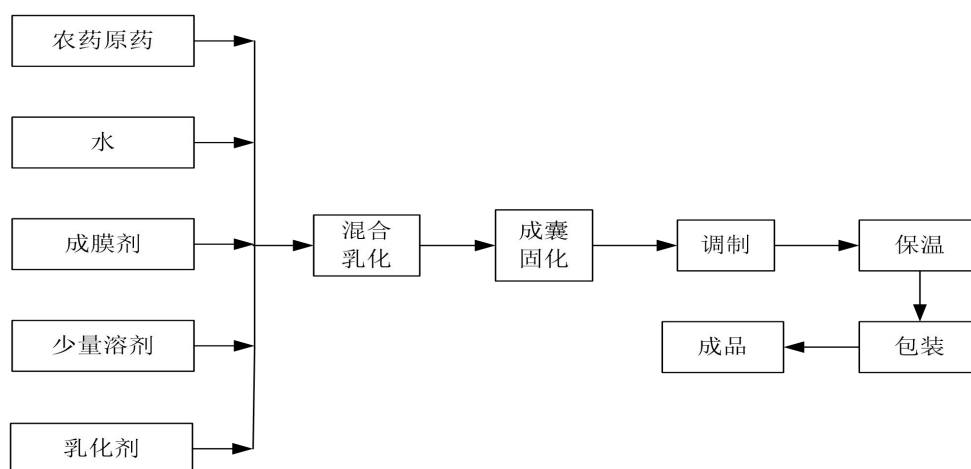 农药原药
水
成膜剂
少量溶剂
乳化剂
混合
乳化
成囊
固化
调制
保温
包装
成品